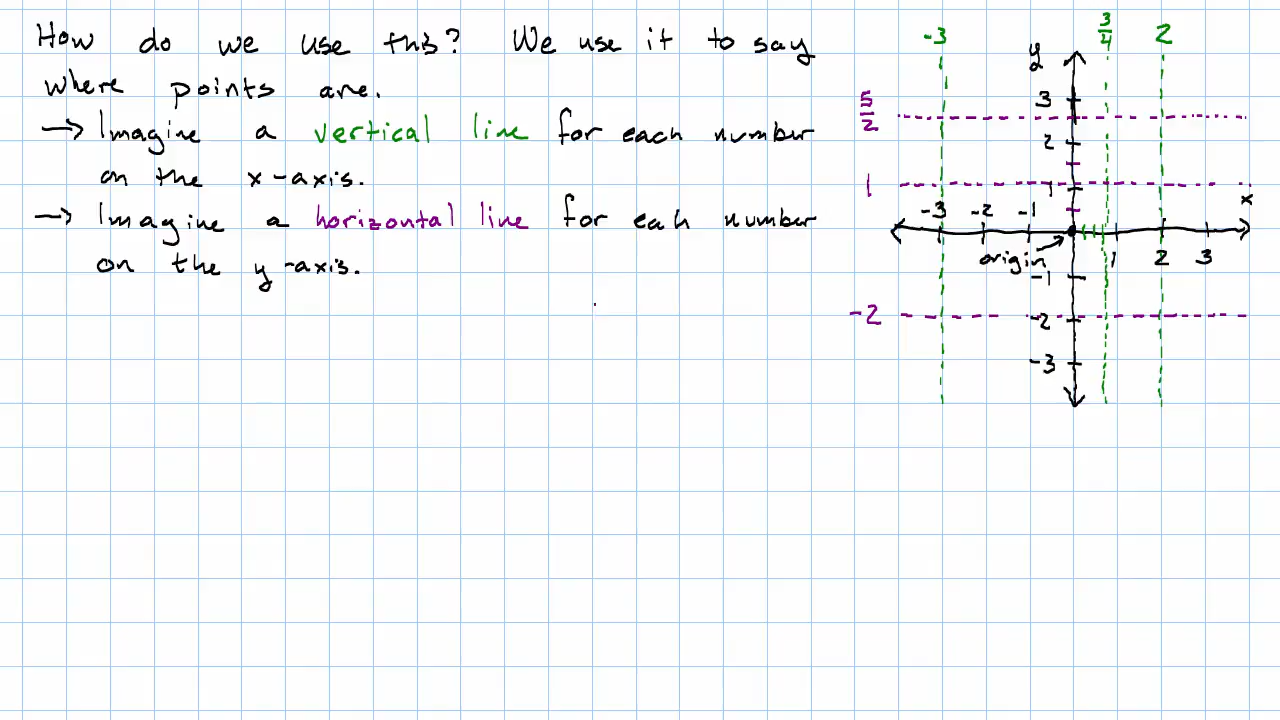 How do we use this? We use it to say
where points are.
→ Imagine a vertical line for each number
on the x-axis.
→ Imagine a horizontal line for each number
on the y-axis.
-3 3/4 2
y
5/2
3
2
1
1
x
-3 -2 -1
origin
1 2 3
-1
-2
-2
-3